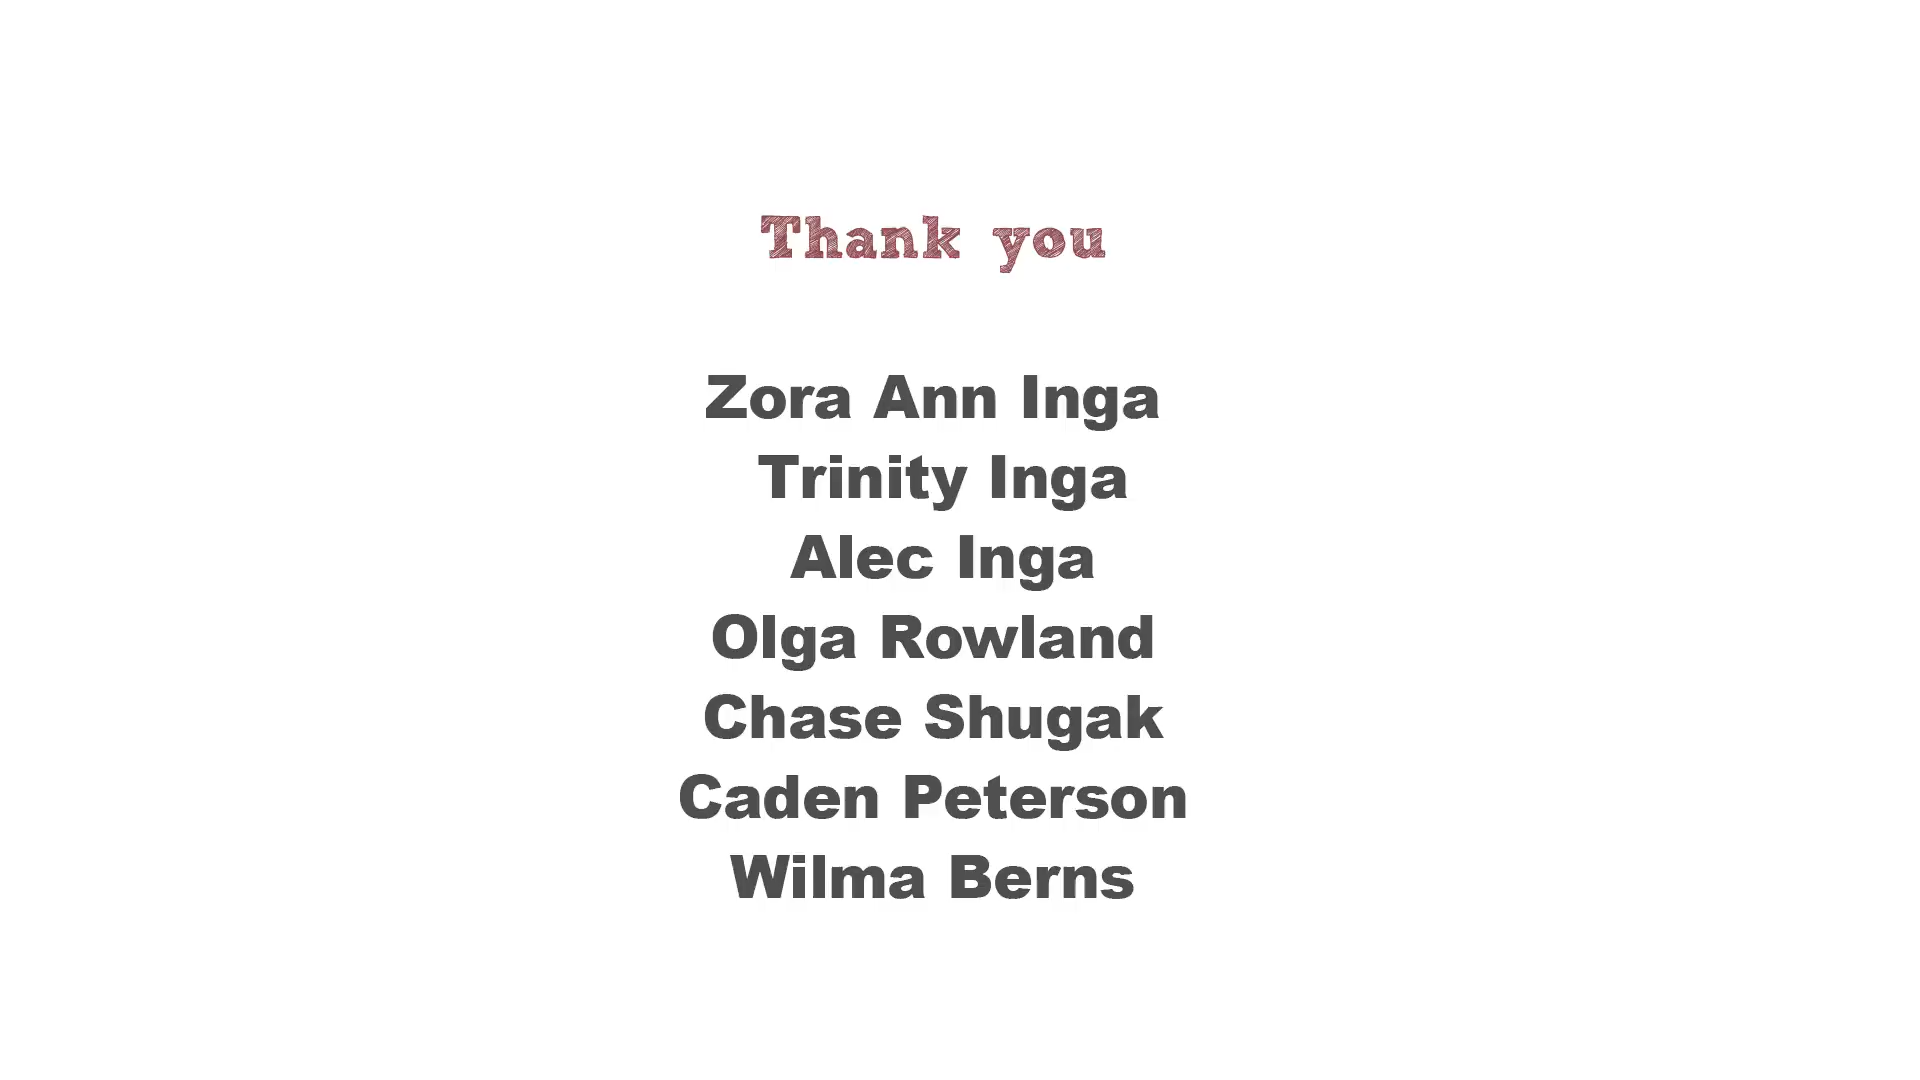 Thank you
Zora Ann Inga
Trinity Inga
Alec Inga
Olga Rowland
Chase Shugak
Caden Peterson
Wilma Berns